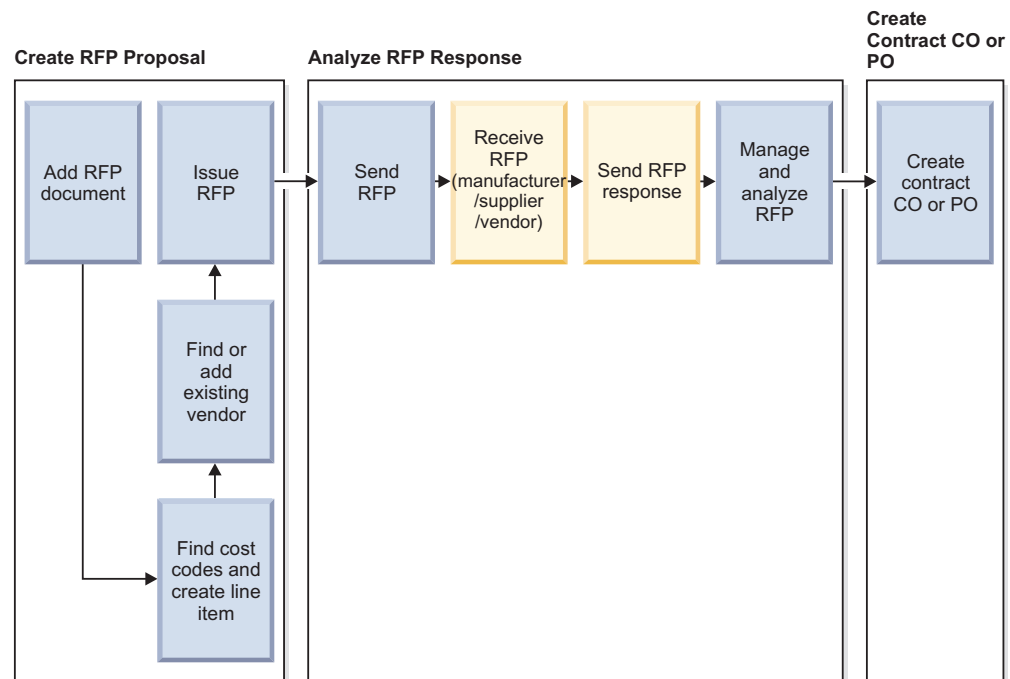 Create RFP Proposal
Add RFP
document
Issue
RFP
Find or
add
existing
vendor
Find cost
codes and
create line
item
Analyze RFP Response
Send
RFP
Receive
RFP
(manufacturer
/supplier
/vendor)
Send RFP
response
Manage
and
analyze
RFP
Create
Contract CO or
PO
Create
contract
CO or PO